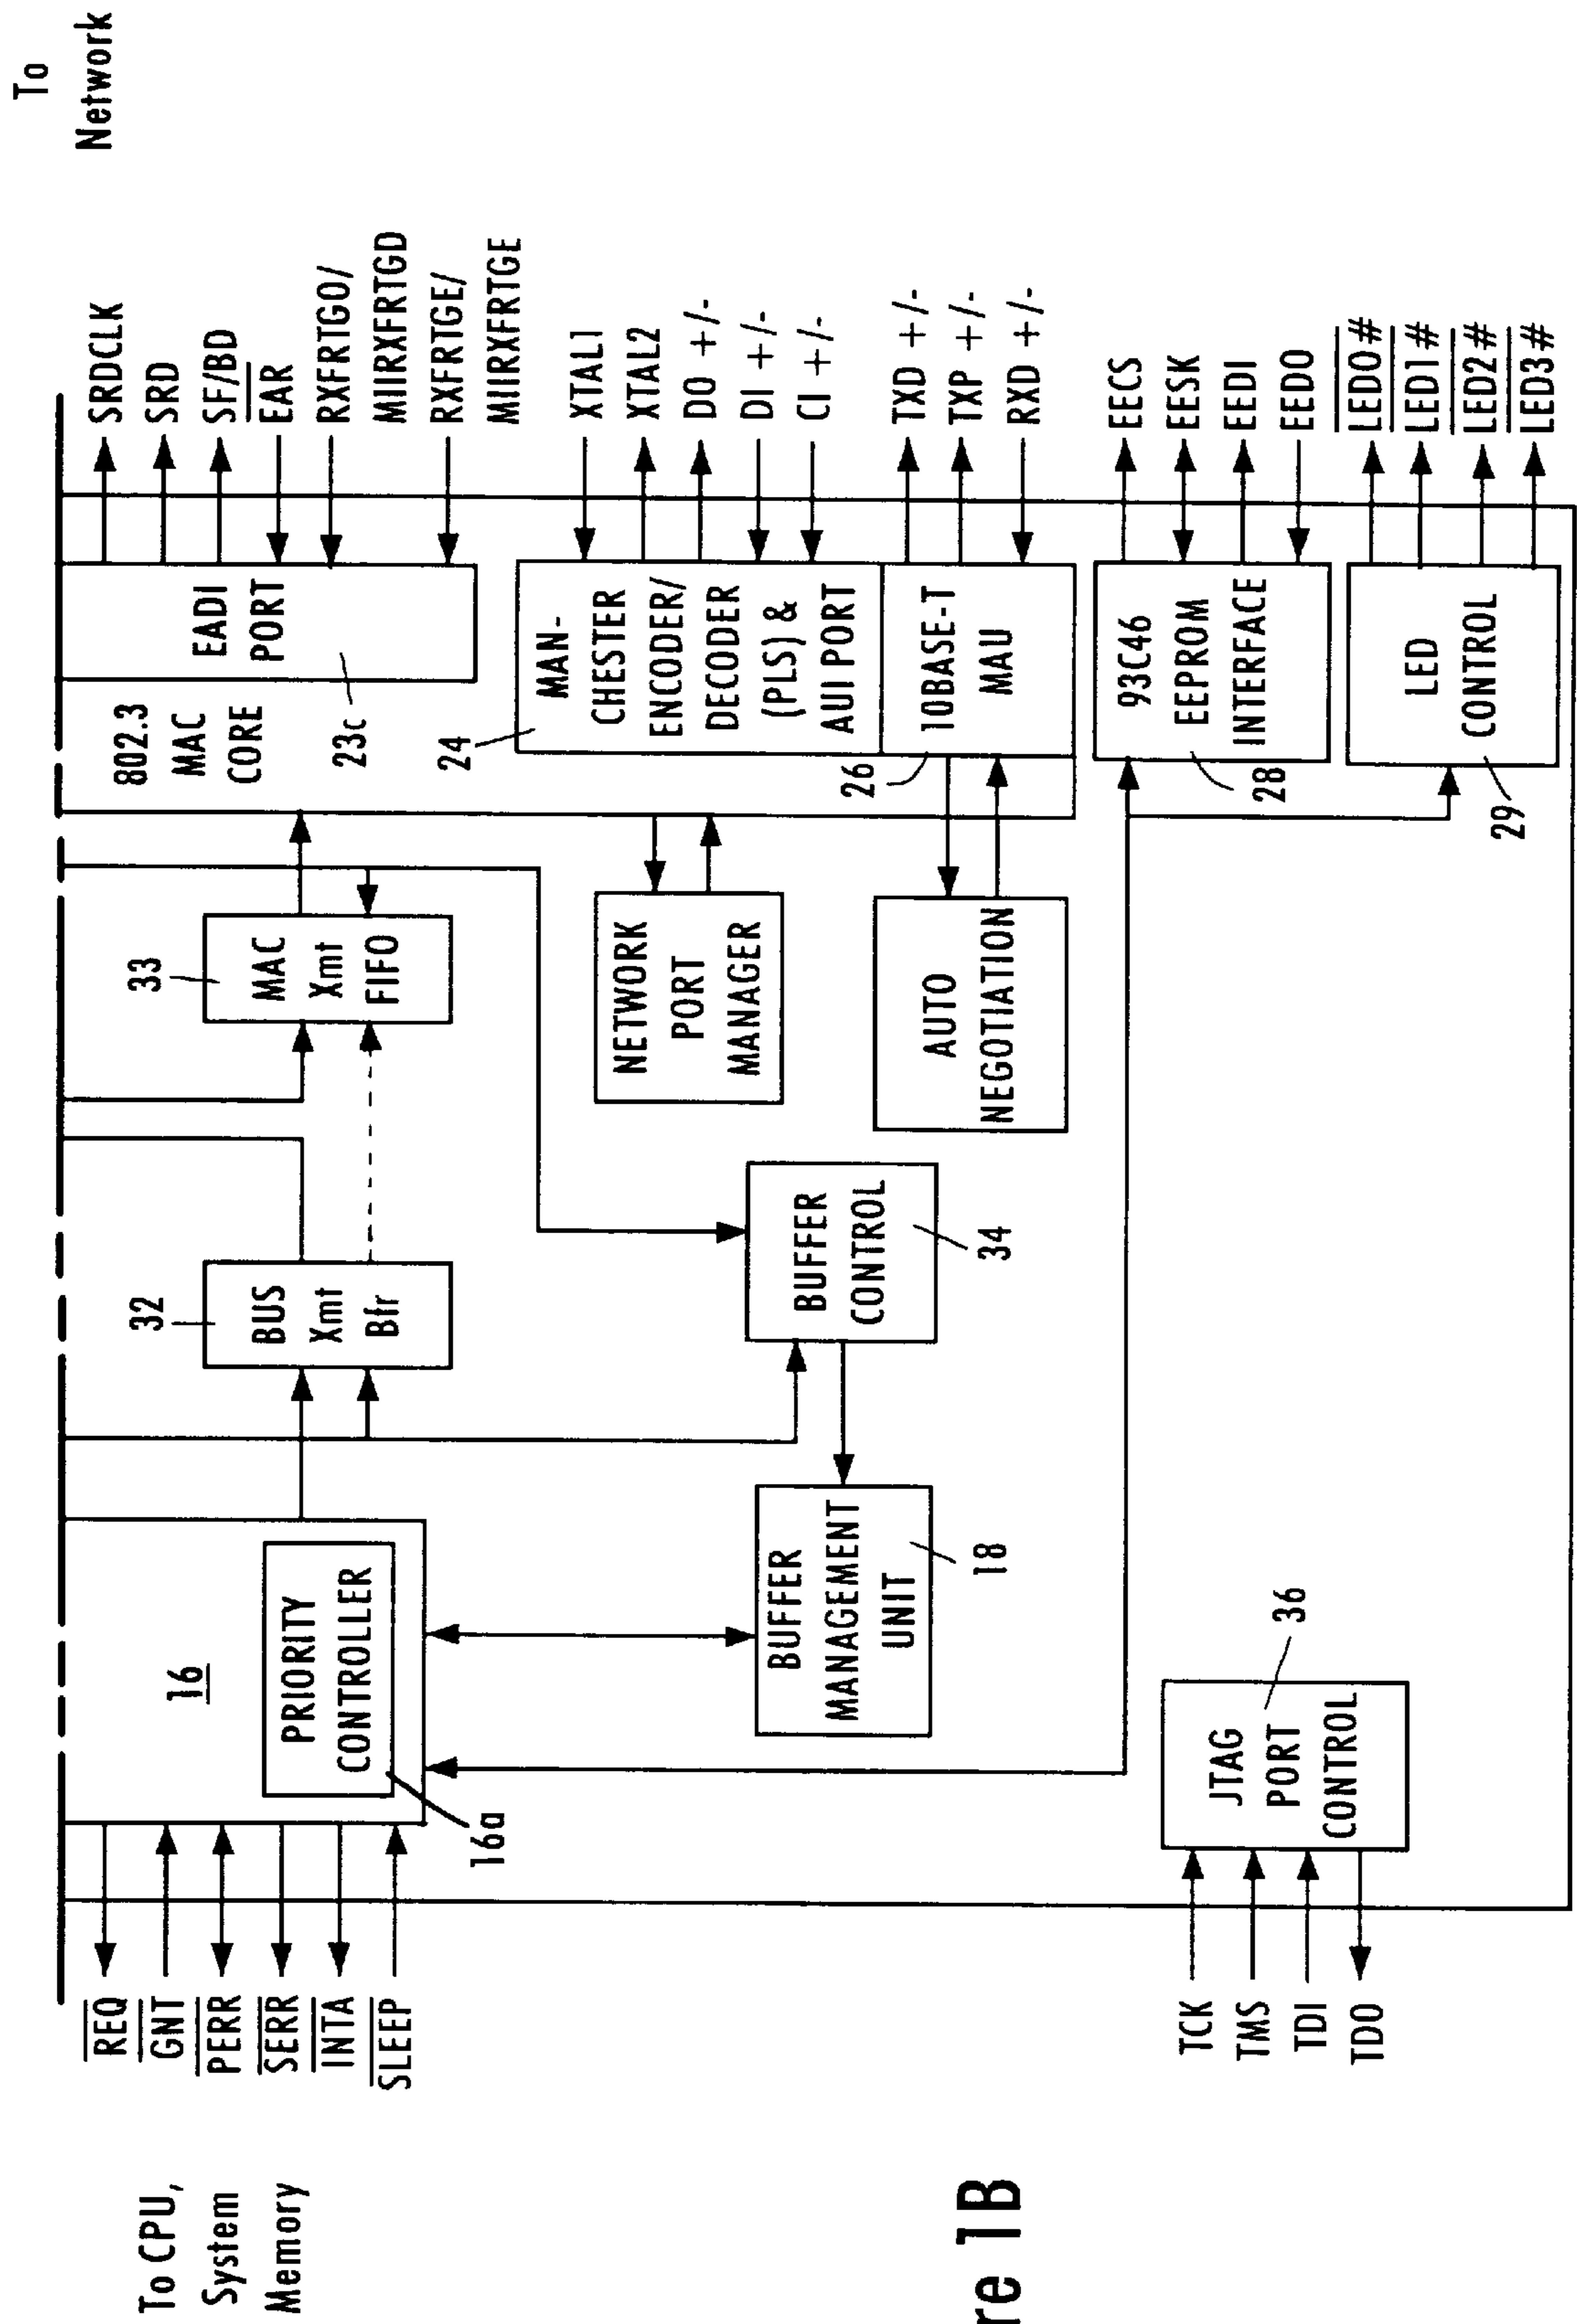 To
Network
SRDCLK
SRD
SF/BD
EAR
RXFRTGO/
MIIRXFRTGD
RXFRTGE/
MIIRXFRTGE
XTAL1
XTAL2
DO +/-
DI +/-
CI +/-
TXD +/-
TXP +/-
RXD +/-
EECS
EESK
EEDI
EEDO
LED0#
LED1#
LED2#
LED3#
EADI
PORT
802.3
MAC
CORE
23c
24
MAN-
CHESTER
ENCODER/
DECODER
(PLS) &
AUI PORT
10BASE-T
MAU
26
93C46
EEPROM
INTERFACE
28
LED
CONTROL
29
33
MAC
Xmt
FIFO
NETWORK
PORT
MANAGER
AUTO
NEGOTIATION
32
BUS
Xmt
Bfr
BUFFER
CONTROL
34
16
PRIORITY
CONTROLLER
16a
BUFFER
MANAGEMENT
UNIT
18
JTAG
PORT
CONTROL
36
REQ
GNT
PERR
SERR
INTA
SLEEP
TCK
TMS
TDI
TDO
To CPU,
System
Memory
re 1B